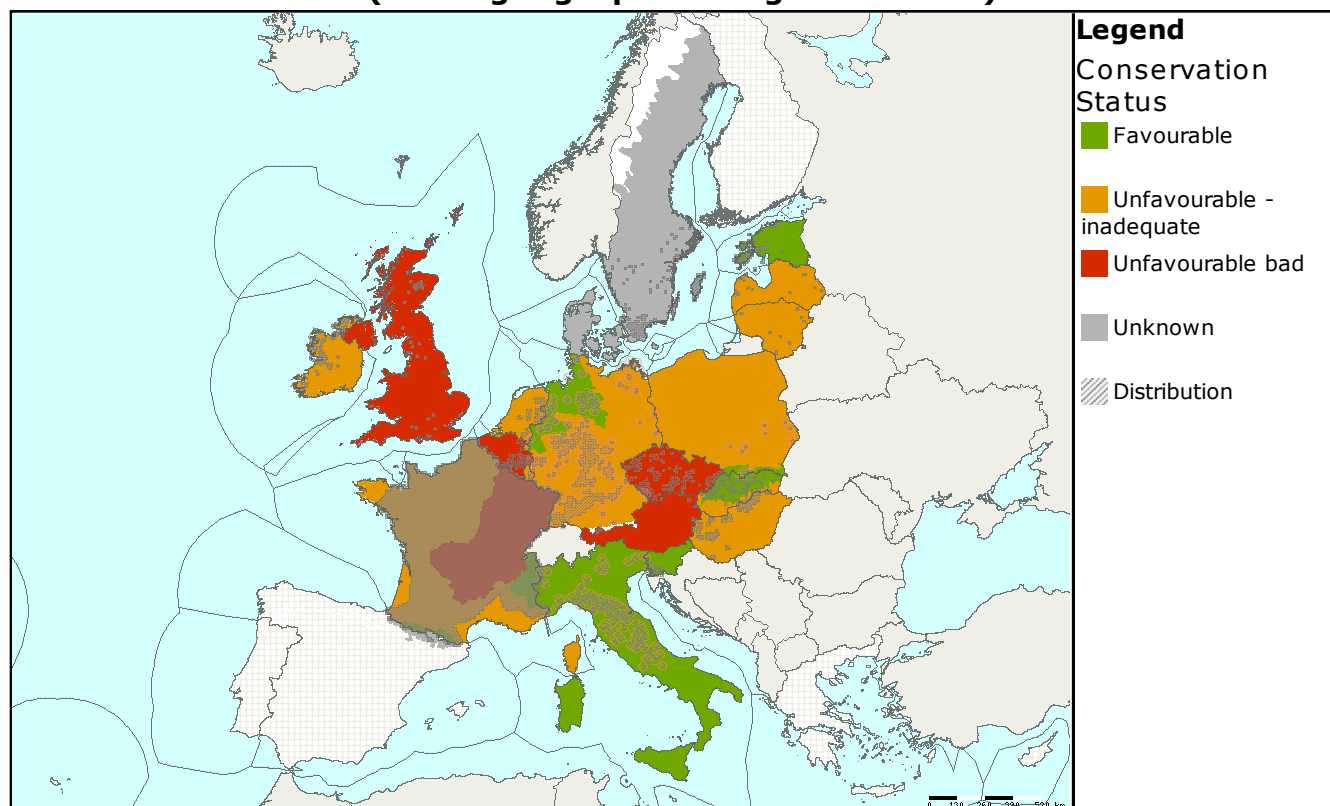 Legend
Conservation
Status
Favourable
Unfavourable -
inadequate
Unfavourable bad
Unknown
Distribution